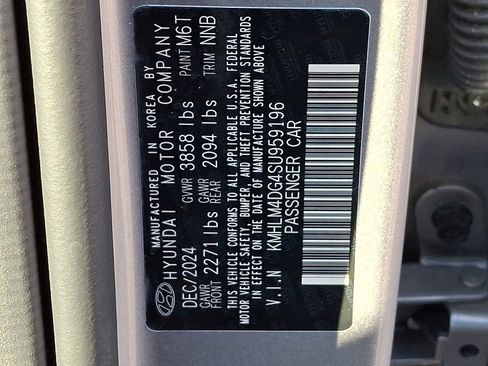 MANUFACTURED IN KOREA BY
HYUNDAI MOTOR COMPANY
DEC/2024 GVWR 3858 lbs PAINT M6T
GAWR FRONT 2271 lbs GAWR REAR 2094 lbs TRIM NNB
THIS VEHICLE CONFORMS TO ALL APPLICABLE U.S.A. FEDERAL
MOTOR VEHICLE SAFETY, BUMPER, AND THEFT PREVENTION STANDARDS
IN EFFECT ON THE DATE OF MANUFACTURE SHOWN ABOVE
V.I.N KMHLM4DG4SU959196
PASSENGER CAR